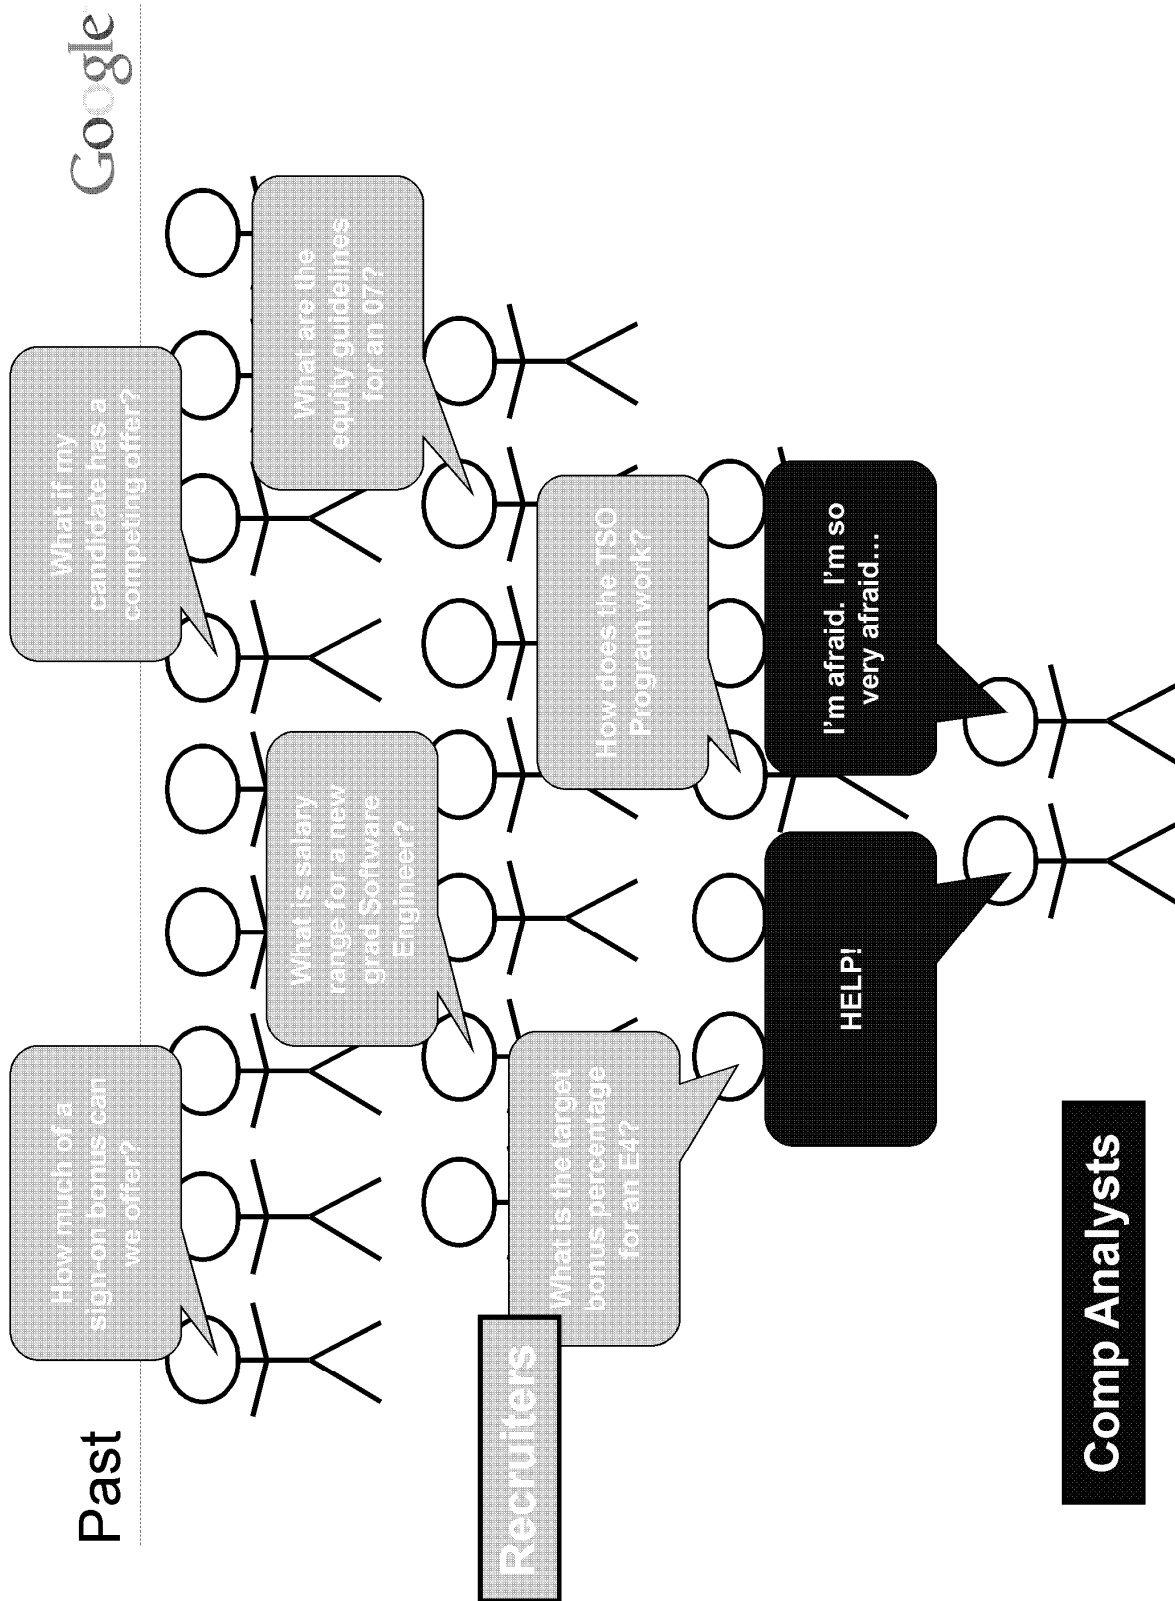 Past
Google
How much of a
sign-on bonus can
we offer?
What if my
candidate has a
competing offer?
What is salary
range for a new
grad Software
Engineer?
What are the
equity guidelines
for an 07?
Recruiters
What is the target
bonus percentage
for an E4?
How does the TSO
Program work?
HELP!
I'm afraid. I'm so
very afraid...
Comp Analysts